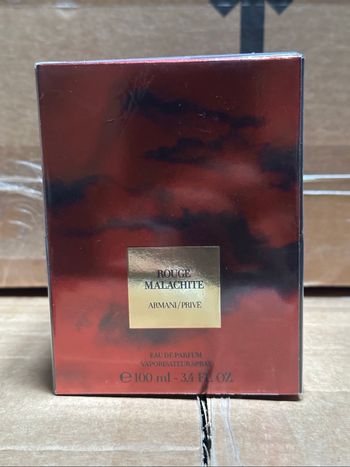 ROUGE
MALACHITE
ARMANI/PRIVÉ
EAU DE PARFUM
VAPORISATEUR SPRAY
℮ 100 ml - 3,4 FL. OZ